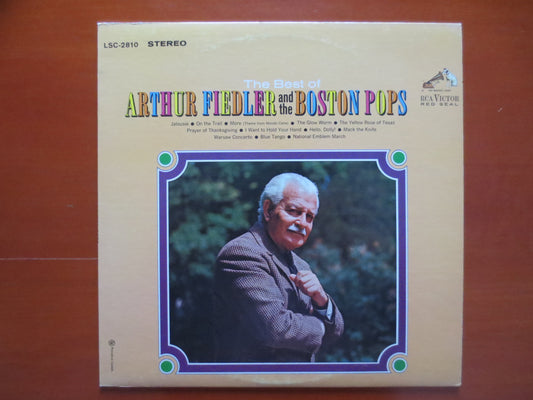 LSC-2810 STEREO
The Best of
ARTHUR FIEDLER and the BOSTON POPS
RCA VICTOR
RED SEAL
Jalousie • On the Trail • More (Theme from Mondo Cane) • The Glow Worm • The Yellow Rose of Texas
Prayer of Thanksgiving • I Want to Hold Your Hand • Hello, Dolly! • Mack the Knife
Warsaw Concerto • Blue Tango • National Emblem March